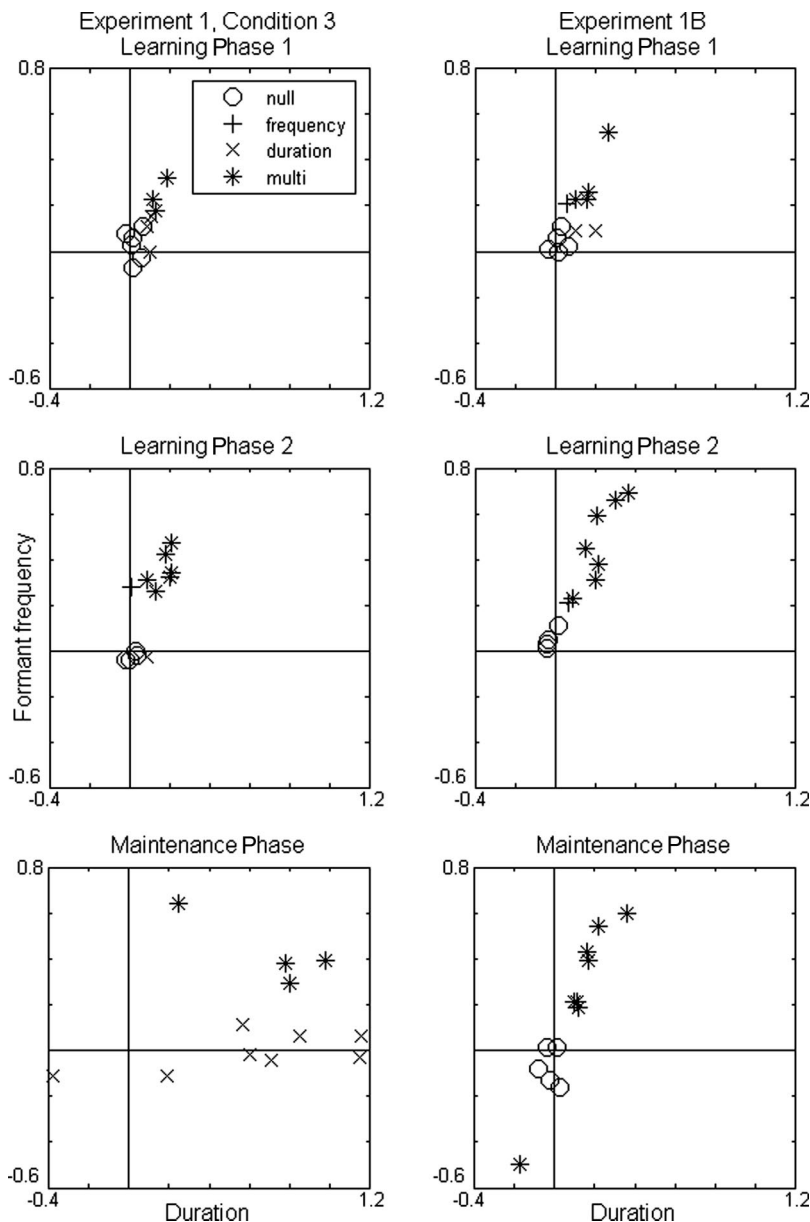 Experiment 1, Condition 3
Learning Phase 1
0.8
null
frequency
duration
multi
-0.6
-0.4
1.2
Experiment 1B
Learning Phase 1
0.8
-0.6
-0.4
1.2
Learning Phase 2
0.8
Formant frequency
-0.6
-0.4
1.2
Learning Phase 2
0.8
-0.6
-0.4
1.2
Maintenance Phase
0.8
-0.6
-0.4
1.2
Duration
Maintenance Phase
0.8
-0.6
-0.4
1.2
Duration